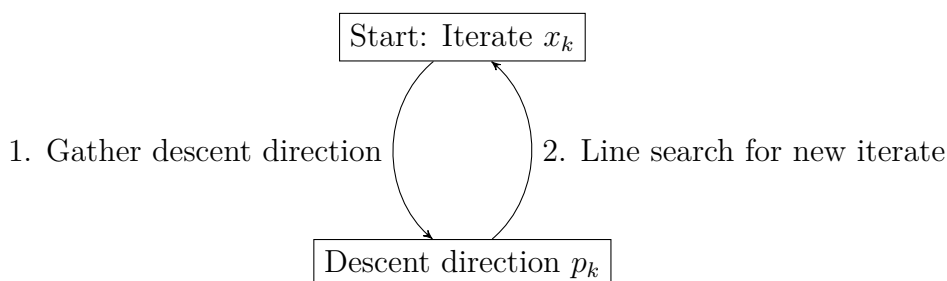 Start: Iterate x_k
1. Gather descent direction
2. Line search for new iterate
Descent direction p_k